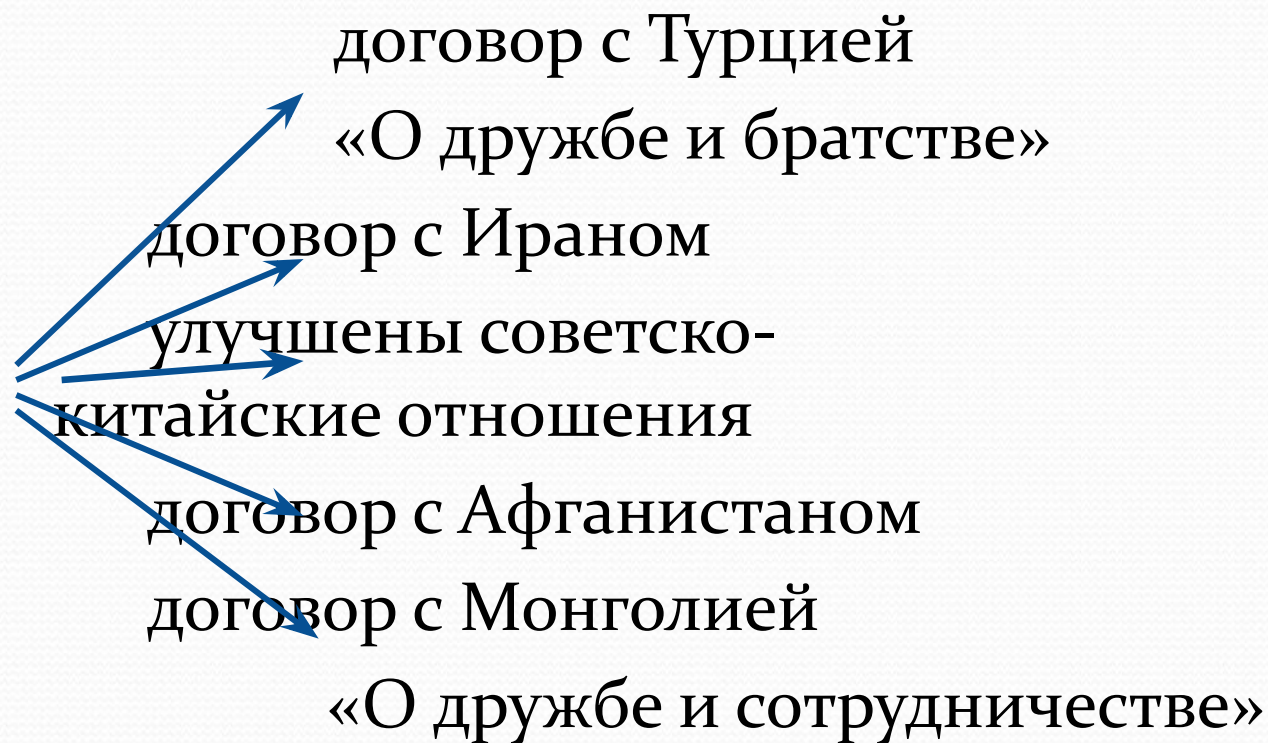 договор с Турцией
«О дружбе и братстве»
договор с Ираном
улучшены советско-
китайские отношения
договор с Афганистаном
договор с Монголией
«О дружбе и сотрудничестве»